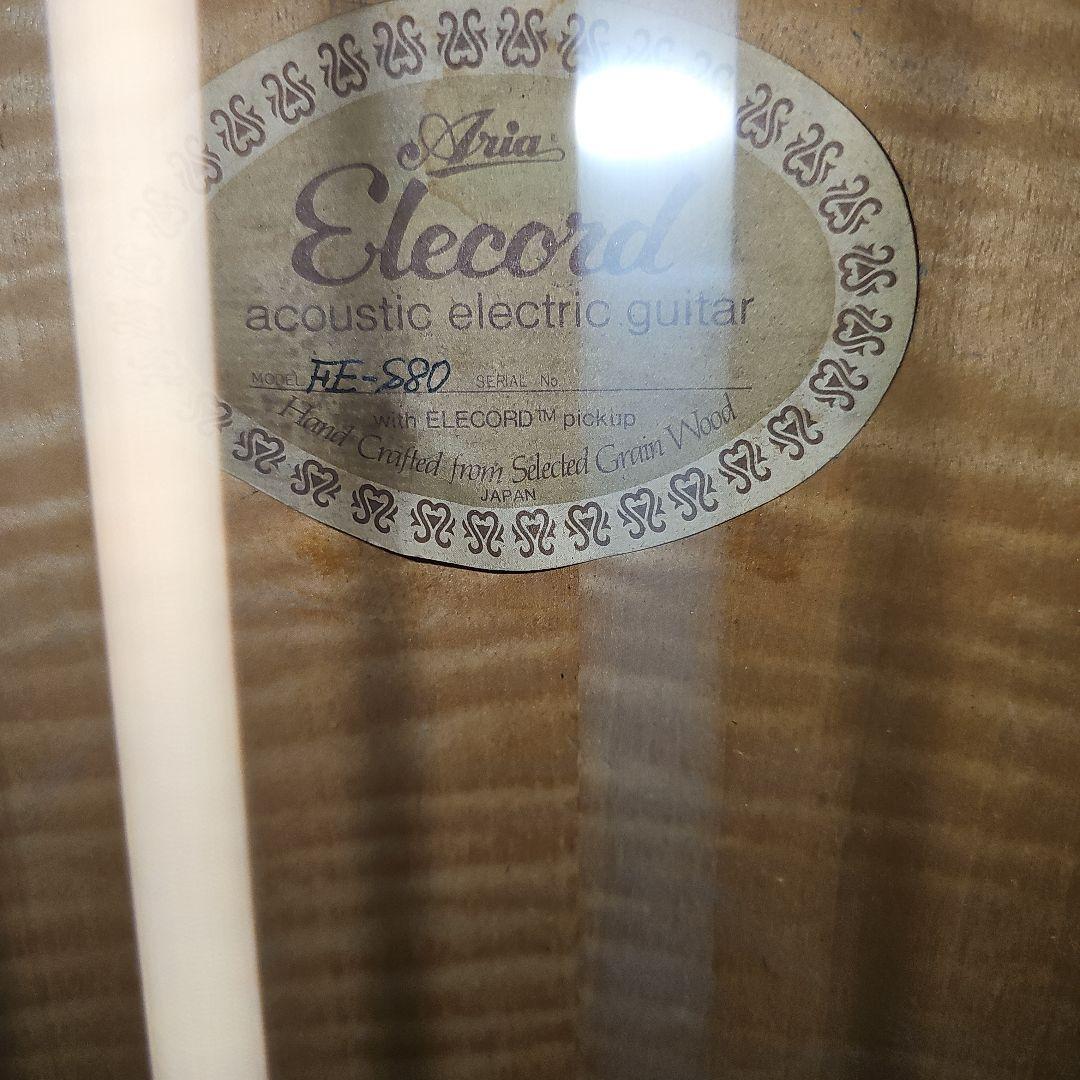 Aria
Elecord
acoustic electric guitar
MODEL FE-S80 SERIAL No
with ELECORD™ pickup
Hand Crafted from Selected Grain Wood
JAPAN